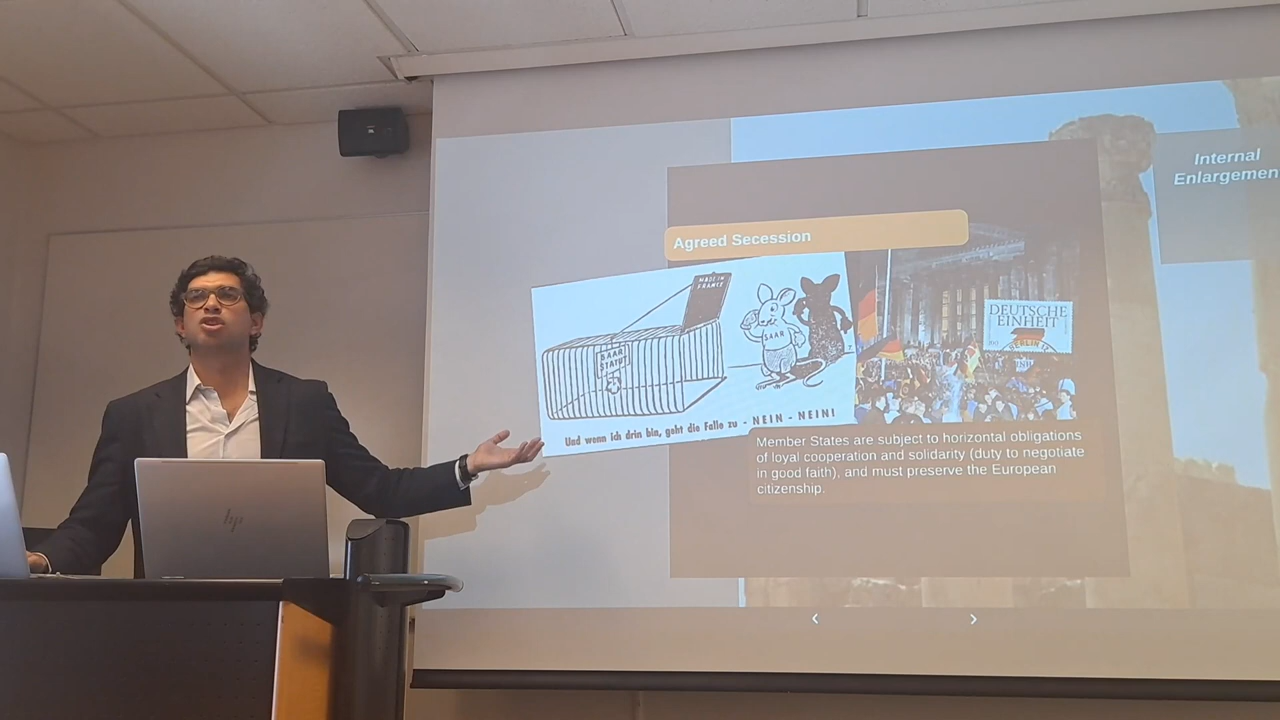 Internal
Enlargemen
Agreed Secession
MADE IN
FRANCE
SAAR
STATUT
SAAR
Und wenn ich drin bin, geht die Falle zu - NEIN - NEIN!
DEUTSCHE
EINHEIT
BERLIN
Member States are subject to horizontal obligations
of loyal cooperation and solidarity (duty to negotiate
in good faith), and must preserve the European
citizenship.
hp